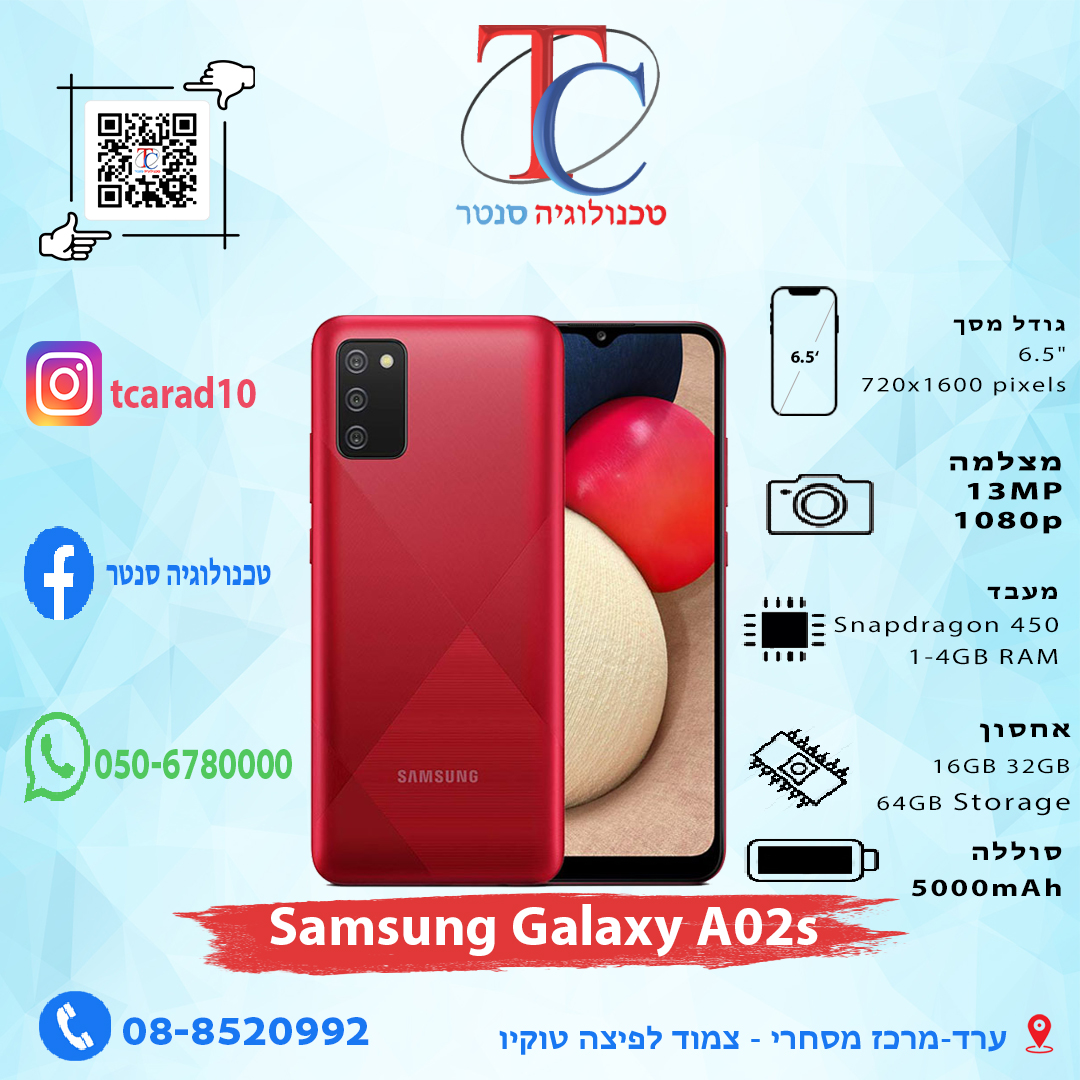 TC
טכנולוגיה סנטר
tcarad10
טכנולוגיה סנטר
050-6780000
SAMSUNG
6.5‘
גודל מסך
6.5"
720x1600 pixels
מצלמה
13MP
1080p
מעבד
Snapdragon 450
1-4GB RAM
אחסון
16GB 32GB
64GB Storage
סוללה
5000mAh
Samsung Galaxy A02s
08-8520992
ערד-מרכז מסחרי - צמוד לפיצה טוקיו